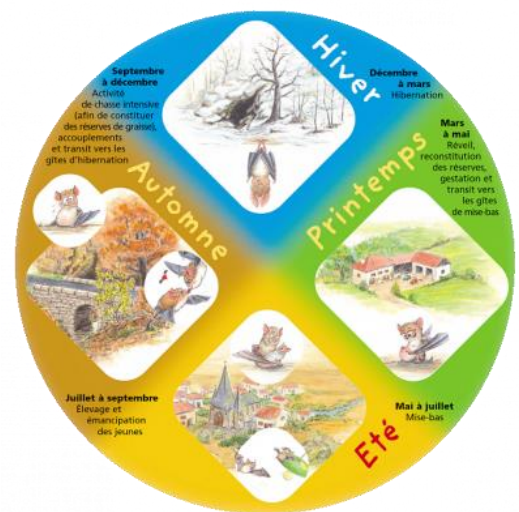 Hiver
Décembre
à mars
Hibernation
Printemps
Mars
à mai
Réveil,
reconstitution
des réserves,
gestation et
transit vers
les gîtes
de mise-bas
Eté
Mai à juillet
Mise-bas
Juillet à septembre
Élevage et
émancipation
des jeunes
Automne
Septembre
à décembre
Activité
de chasse intensive
(afin de constituer
des réserves de graisse),
accouplements
et transit vers les
gîtes d'hibernation